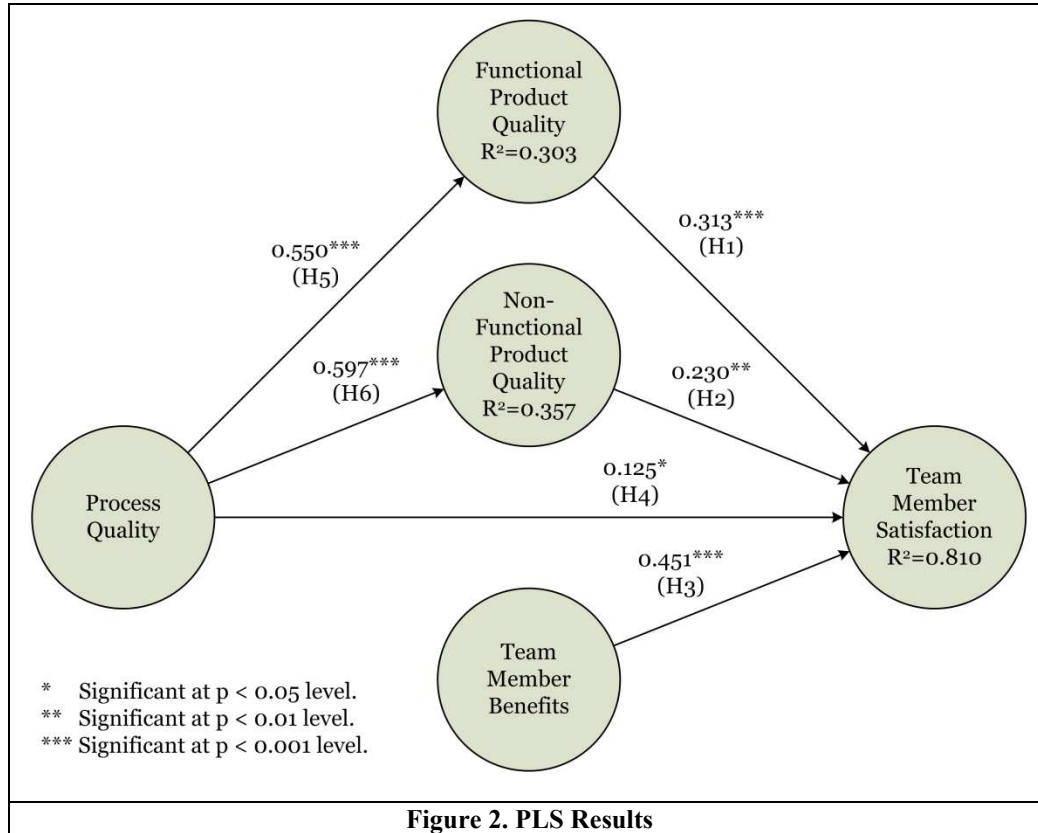 Functional
Product
Quality
R²=0.303
0.313***
(H1)
0.550***
(H5)
Non-
Functional
Product
Quality
R²=0.357
0.597***
(H6)
0.230**
(H2)
Process
Quality
0.125*
(H4)
Team
Member
Satisfaction
R²=0.810
0.451***
(H3)
Team
Member
Benefits
* Significant at p < 0.05 level.
** Significant at p < 0.01 level.
*** Significant at p < 0.001 level.
Figure 2. PLS Results